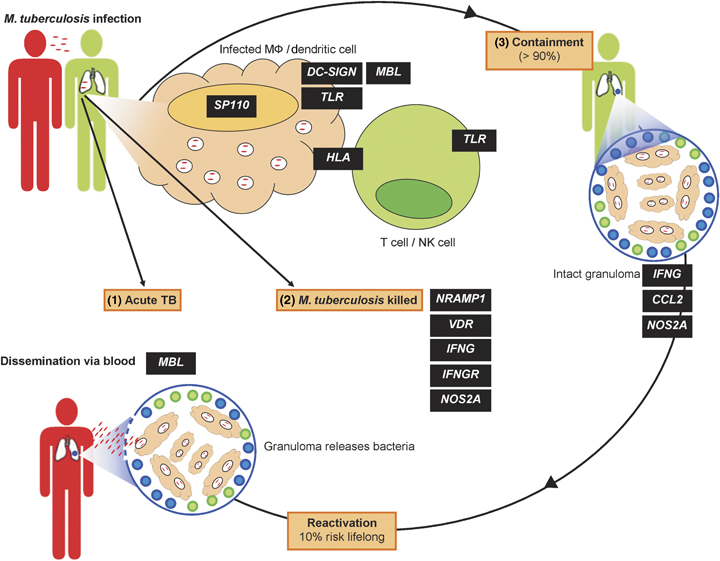 M. tuberculosis infection
(3) Containment
(> 90%)
Infected MΦ / dendritic cell
DC-SIGN
MBL
TLR
SP110
TLR
HLA
T cell / NK cell
Intact granuloma
IFNG
CCL2
NOS2A
(1) Acute TB
(2) M. tuberculosis killed
NRAMP1
VDR
IFNG
IFNGR
NOS2A
Dissemination via blood
MBL
Granuloma releases bacteria
Reactivation
10% risk lifelong